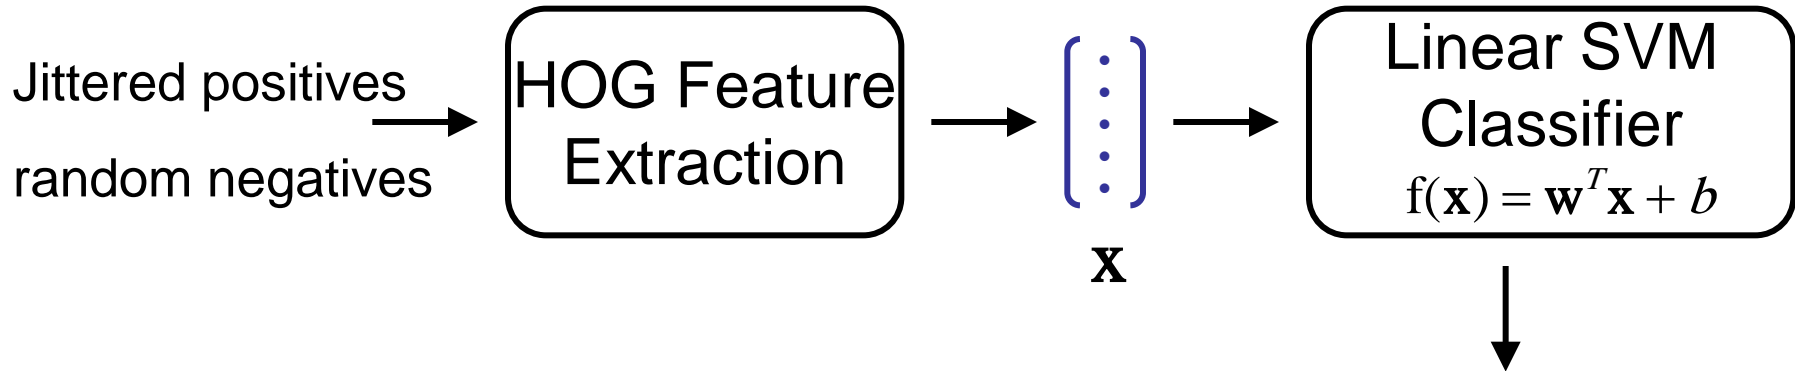 Jittered positives
random negatives
HOG Feature
Extraction
x
Linear SVM
Classifier
f(x) = w^T x + b